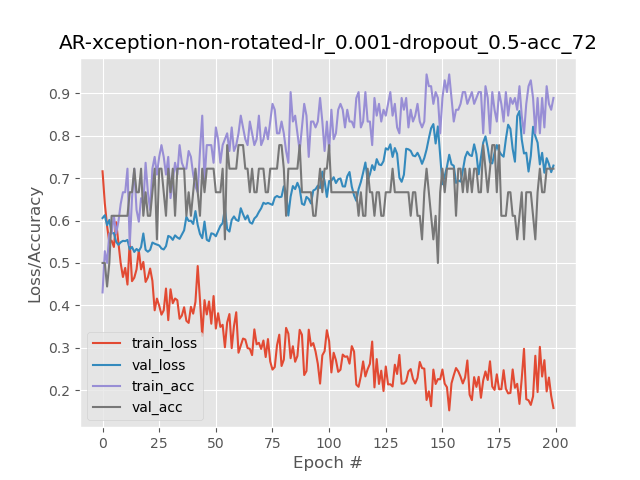 AR-xception-non-rotated-lr_0.001-dropout_0.5-acc_72
Loss/Accuracy
0.9
0.8
0.7
0.6
0.5
0.4
0.3
0.2
train_loss
val_loss
train_acc
val_acc
0 25 50 75 100 125 150 175 200
Epoch #